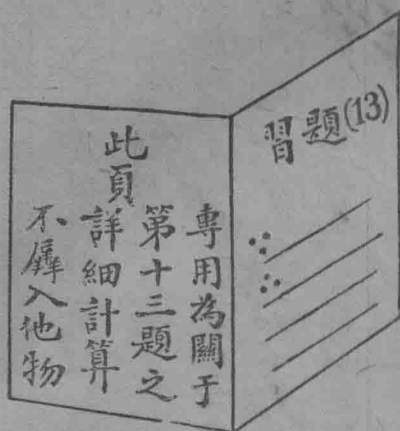 習題(13)
此頁
專用為關于
第十三題之
詳細計算
不羼入他物